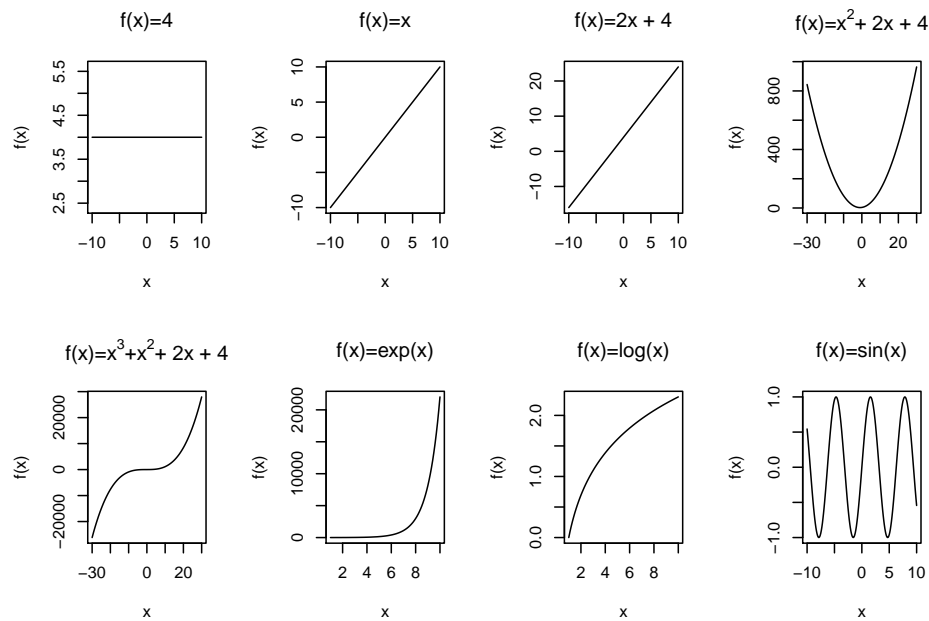 f(x)=4
f(x)
5.5
4.5
3.5
2.5
−10 0 5 10
x
f(x)=x
f(x)
10
5
0
−10
−10 0 5 10
x
f(x)=2x + 4
f(x)
20
10
0
−10
−10 0 5 10
x
f(x)=x²+ 2x + 4
f(x)
800
400
0
−30 0 20
x
f(x)=x³+x²+ 2x + 4
f(x)
20000
0
−20000
−30 0 20
x
f(x)=exp(x)
f(x)
20000
10000
0
2 4 6 8
x
f(x)=log(x)
f(x)
2.0
1.0
0.0
2 4 6 8
x
f(x)=sin(x)
f(x)
1.0
0.0
−1.0
−10 0 5 10
x